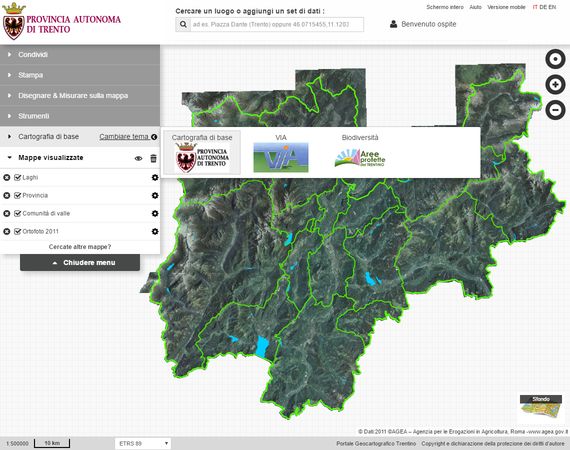 PROVINCIA AUTONOMA
DI TRENTO
Cercare un luogo o aggiungi un set di dati :
ad es. Piazza Dante (Trento) oppure 46.0715455,11.1203
Schermo intero Aiuto Versione mobile IT DE EN
Benvenuto ospite
Condividi
Stampa
Disegnare & Misurare sulla mappa
Strumenti
Cartografia di base Cambiare tema
Mappe visualizzate
Laghi
Provincia
Comunità di valle
Ortofoto 2011
Cercate altre mappe?
Chiudere menu
Cartografia di base
PROVINCIA
AUTONOMA
DI TRENTO
VIA
VIA
Biodiversità
Aree
protette
del TRENTINO
Sfondo
© Dati:2011 ©AGEA – Agenzia per le Erogazioni in Agricoltura, Roma -www.agea.gov.it
1:500000
10 km
ETRS 89
Portale Geocartografico Trentino Copyright e dichiarazione della protezione dei diritti d'autore